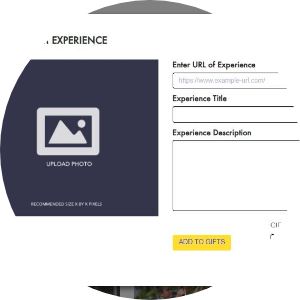 EXPERIENCE
Enter URL of Experience
https://www.example-url.com/
Experience Title
Experience Description
UPLOAD PHOTO
RECOMMENDED SIZE X BY X PIXELS
ADD TO GIFTS